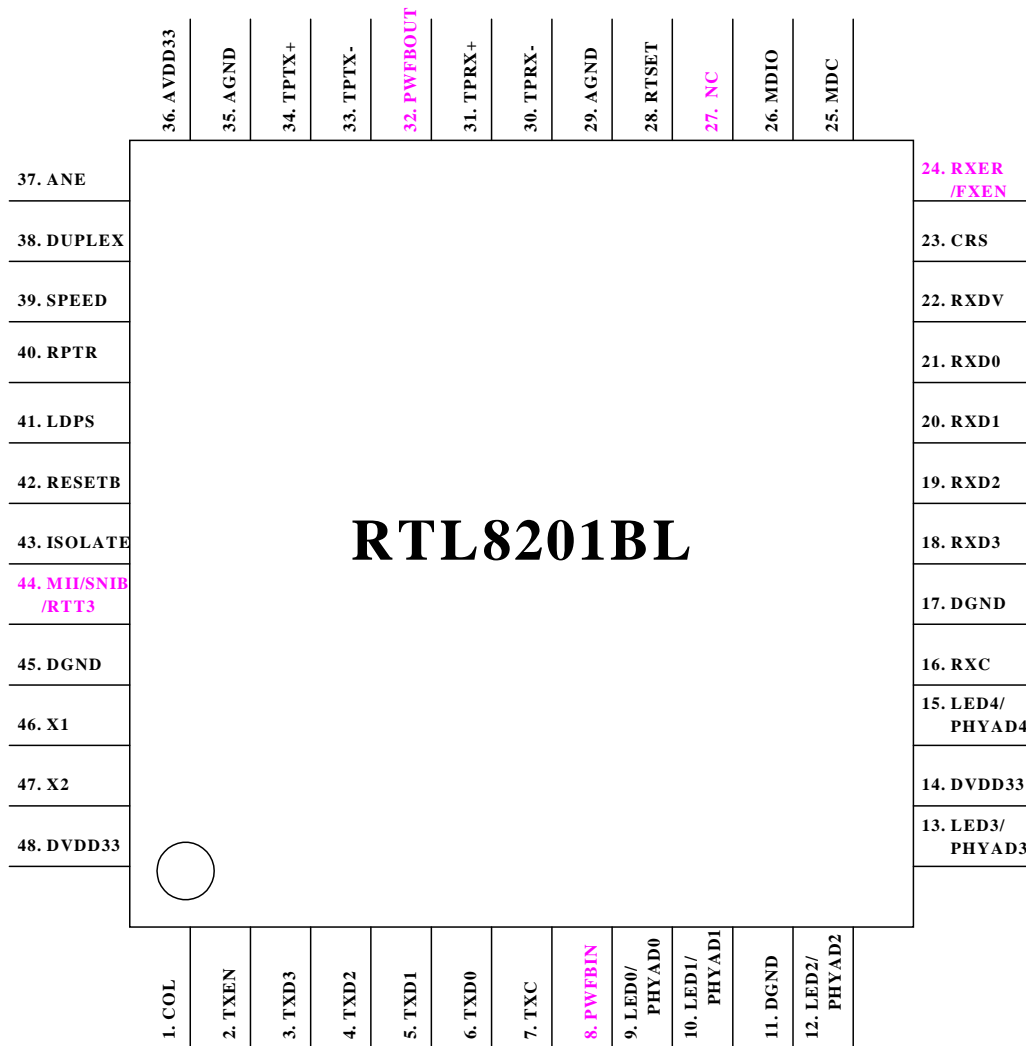 36. AVDD33
35. AGND
34. TPTX+
33. TPTX-
32. PWFBOUT
31. TPRX+
30. TPRX-
29. AGND
28. RTSET
27. NC
26. MDIO
25. MDC
37. ANE
38. DUPLEX
39. SPEED
40. RPTR
41. LDPS
42. RESETB
43. ISOLATE
44. MII/SNIB
/RTT3
45. DGND
46. X1
47. X2
48. DVDD33
RTL8201BL
24. RXER
/FXEN
23. CRS
22. RXDV
21. RXD0
20. RXD1
19. RXD2
18. RXD3
17. DGND
16. RXC
15. LED4/
PHYAD4
14. DVDD33
13. LED3/
PHYAD3
1. COL
2. TXEN
3. TXD3
4. TXD2
5. TXD1
6. TXD0
7. TXC
8. PWFBIN
9. LED0/
PHYAD0
10. LED1/
PHYAD1
11. DGND
12. LED2/
PHYAD2